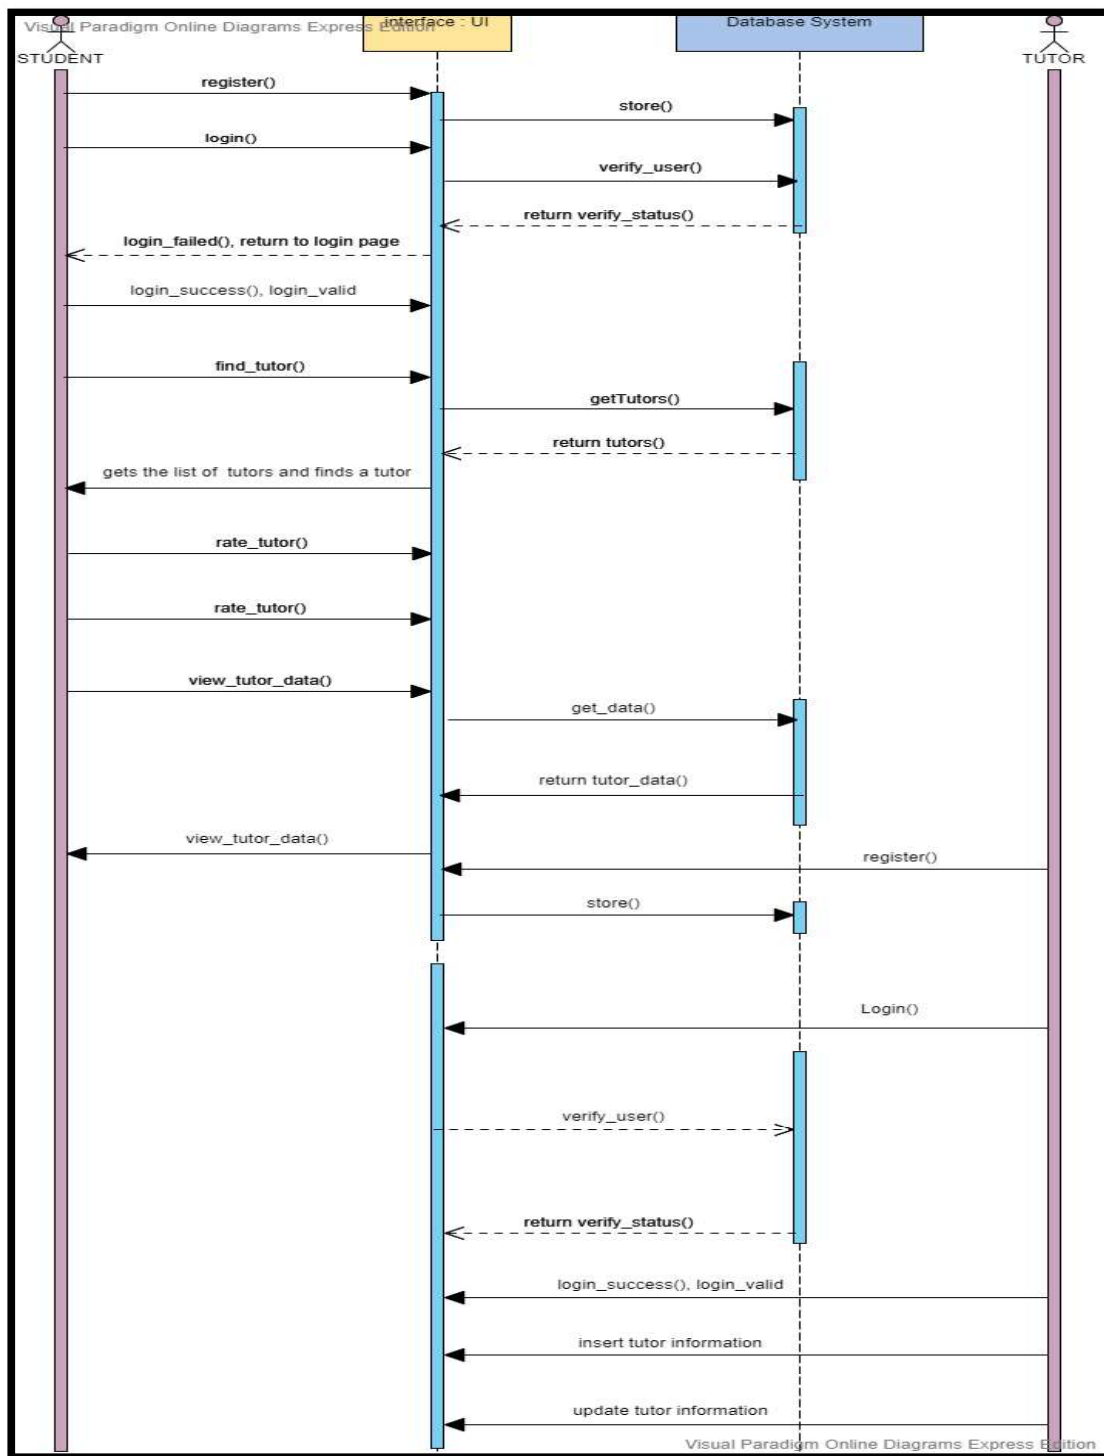 Visual Paradigm Online Diagrams Express Edition
interface : UI
Database System
STUDENT
TUTOR
register()
store()
login()
verify_user()
return verify_status()
login_failed(), return to login page
login_success(), login_valid
find_tutor()
getTutors()
return tutors()
gets the list of tutors and finds a tutor
rate_tutor()
rate_tutor()
view_tutor_data()
get_data()
return tutor_data()
view_tutor_data()
register()
store()
Login()
verify_user()
return verify_status()
login_success(), login_valid
insert tutor information
update tutor information
Visual Paradigm Online Diagrams Express Edition